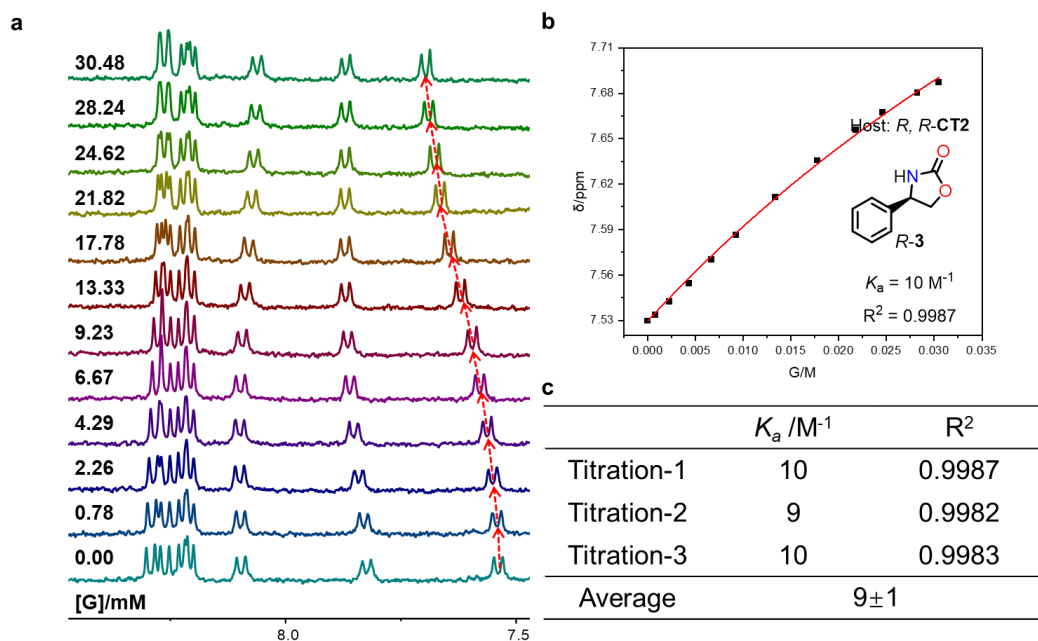 a
30.48
28.24
24.62
21.82
17.78
13.33
9.23
6.67
4.29
2.26
0.78
0.00
[G]/mM
8.0 7.5
b
7.71
7.68
7.65
7.62
7.59
7.56
7.53
δ/ppm
Host: R, R-CT2
O
HN
O
R-3
Ka = 10 M-1
R2 = 0.9987
0.000 0.005 0.010 0.015 0.020 0.025 0.030 0.035
G/M
c
Ka /M-1 R2
Titration-1 10 0.9987
Titration-2 9 0.9982
Titration-3 10 0.9983
Average 9±1